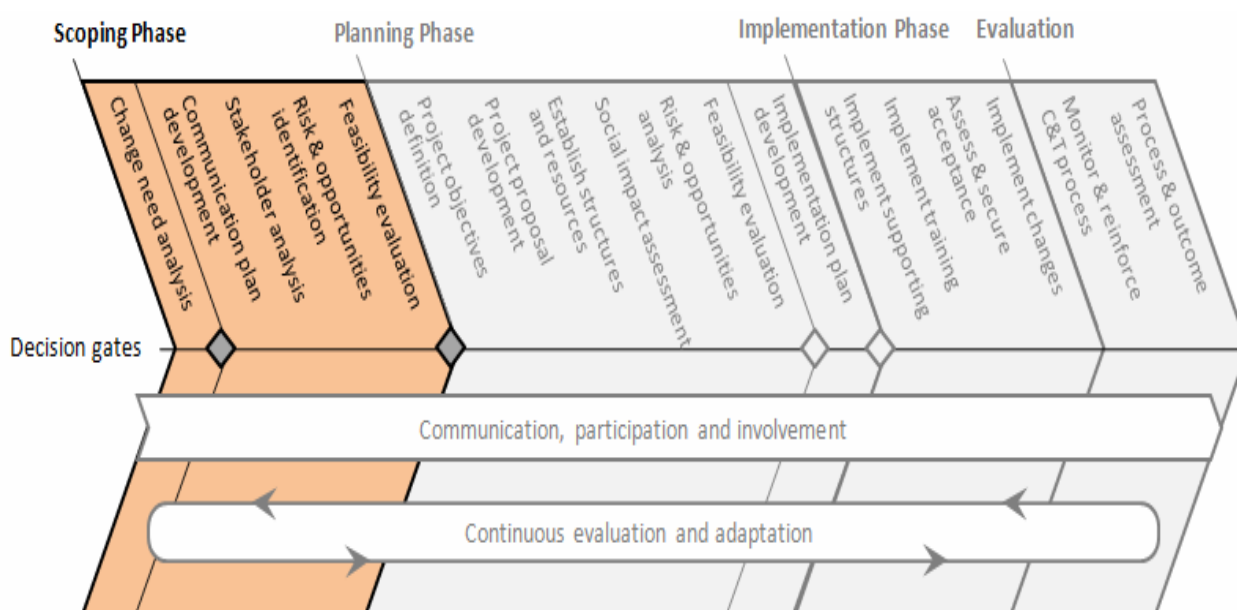 Scoping Phase
Planning Phase
Implementation Phase
Evaluation
Change need analysis
Communication plan
development
Stakeholder analysis
Risk & opportunities
identification
Feasibility evaluation
Project objectives
definition
Project proposal
development
Establish structures
and resources
Social impact assessment
Risk & opportunities
analysis
Feasibility evaluation
Implementation plan
development
Implement supporting
structures
Implement training
Assess & secure
acceptance
Implement changes
Monitor & reinforce
C&T process
Process & outcome
assessment
Decision gates
Communication, participation and involvement
Continuous evaluation and adaptation